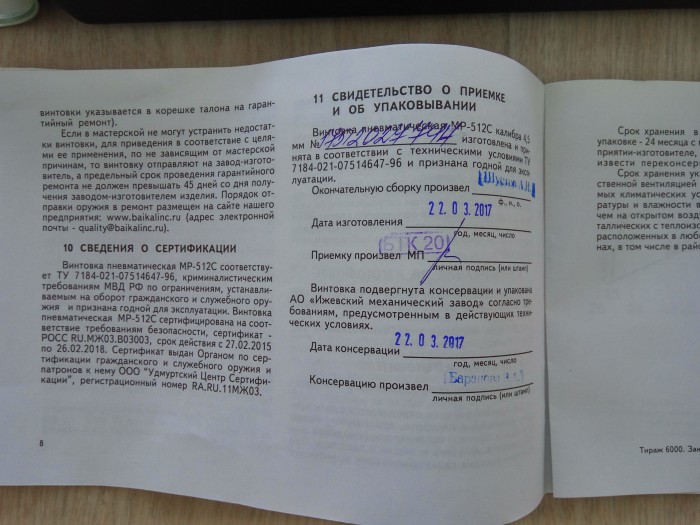 винтовки указывается в корешке талона на гаран-
тийный ремонт).
Если в мастерской не могут устранить недостат-
ки винтовки, для приведения в соответствие с целя-
ми ее применения, по не зависящим от мастерской
причинам, то винтовку отправляют на завод-изгото-
витель, а предельный срок проведения гарантийного
ремонта не должен превышать 45 дней со дня полу-
чения заводом-изготовителем изделия. Порядок от-
правки оружия в ремонт размещен на сайте нашего
предприятия: www.baikalinc.ru (адрес электронной
почты - quality@baikalinc.ru).
10 СВЕДЕНИЯ О СЕРТИФИКАЦИИ
Винтовка пневматическая МР-512С соответству-
ет ТУ 7184-021-07514647-96, криминалистическим
требованиям МВД РФ по ограничениям, устанавли-
ваемым на оборот гражданского и служебного ору-
жия и признана годной для эксплуатации. Винтовка
пневматическая МР-512С сертифицирована на соот-
ветствие требованиям безопасности, сертификат -
РОСС RU.МЖ03.В03003, срок действия с 27.02.2015
по 26.02.2018. Сертификат выдан Органом по сер-
тификации гражданского и служебного оружия и
патронов к нему ООО "Удмуртский Центр Сертифи-
кации", регистрационный номер RA.RU.11МЖ03.
8
11 СВИДЕТЕЛЬСТВО О ПРИЕМКЕ
И ОБ УПАКОВЫВАНИИ
Винтовка пневматическая МР-512С калибра 4,5
мм № изготовлена и при-
нята в соответствии с техническими условиями ТУ
7184-021-07514647-96 и признана годной для экспл-
луатации.
Окончательную сборку произвел Шустов А.Н.
Ф., и., о.
Дата изготовления 22.03.2017
год, месяц, число
БТК 20
Приемку произвел МП
личная подпись (или штамп)
Винтовка подвергнута консервации и упакована
АО «Ижевский механический завод» согласно тре-
бованиям, предусмотренным в действующих техни-
ческих условиях.
Дата консервации 22.03.2017
год, месяц, число
Консервацию произвел
личная подпись (или штамп)
Срок хранения в
упаковке - 24 месяца с
приятии-изготовителе,
извести переконсер
Срок хранения ук
ственной вентиляцией
мых климатических ус
ратуры и влажности в
чем на открытом возду
таллических с теплоизо
расположенных в любы
нах, в том числе в рай
Тираж 6000. Зак